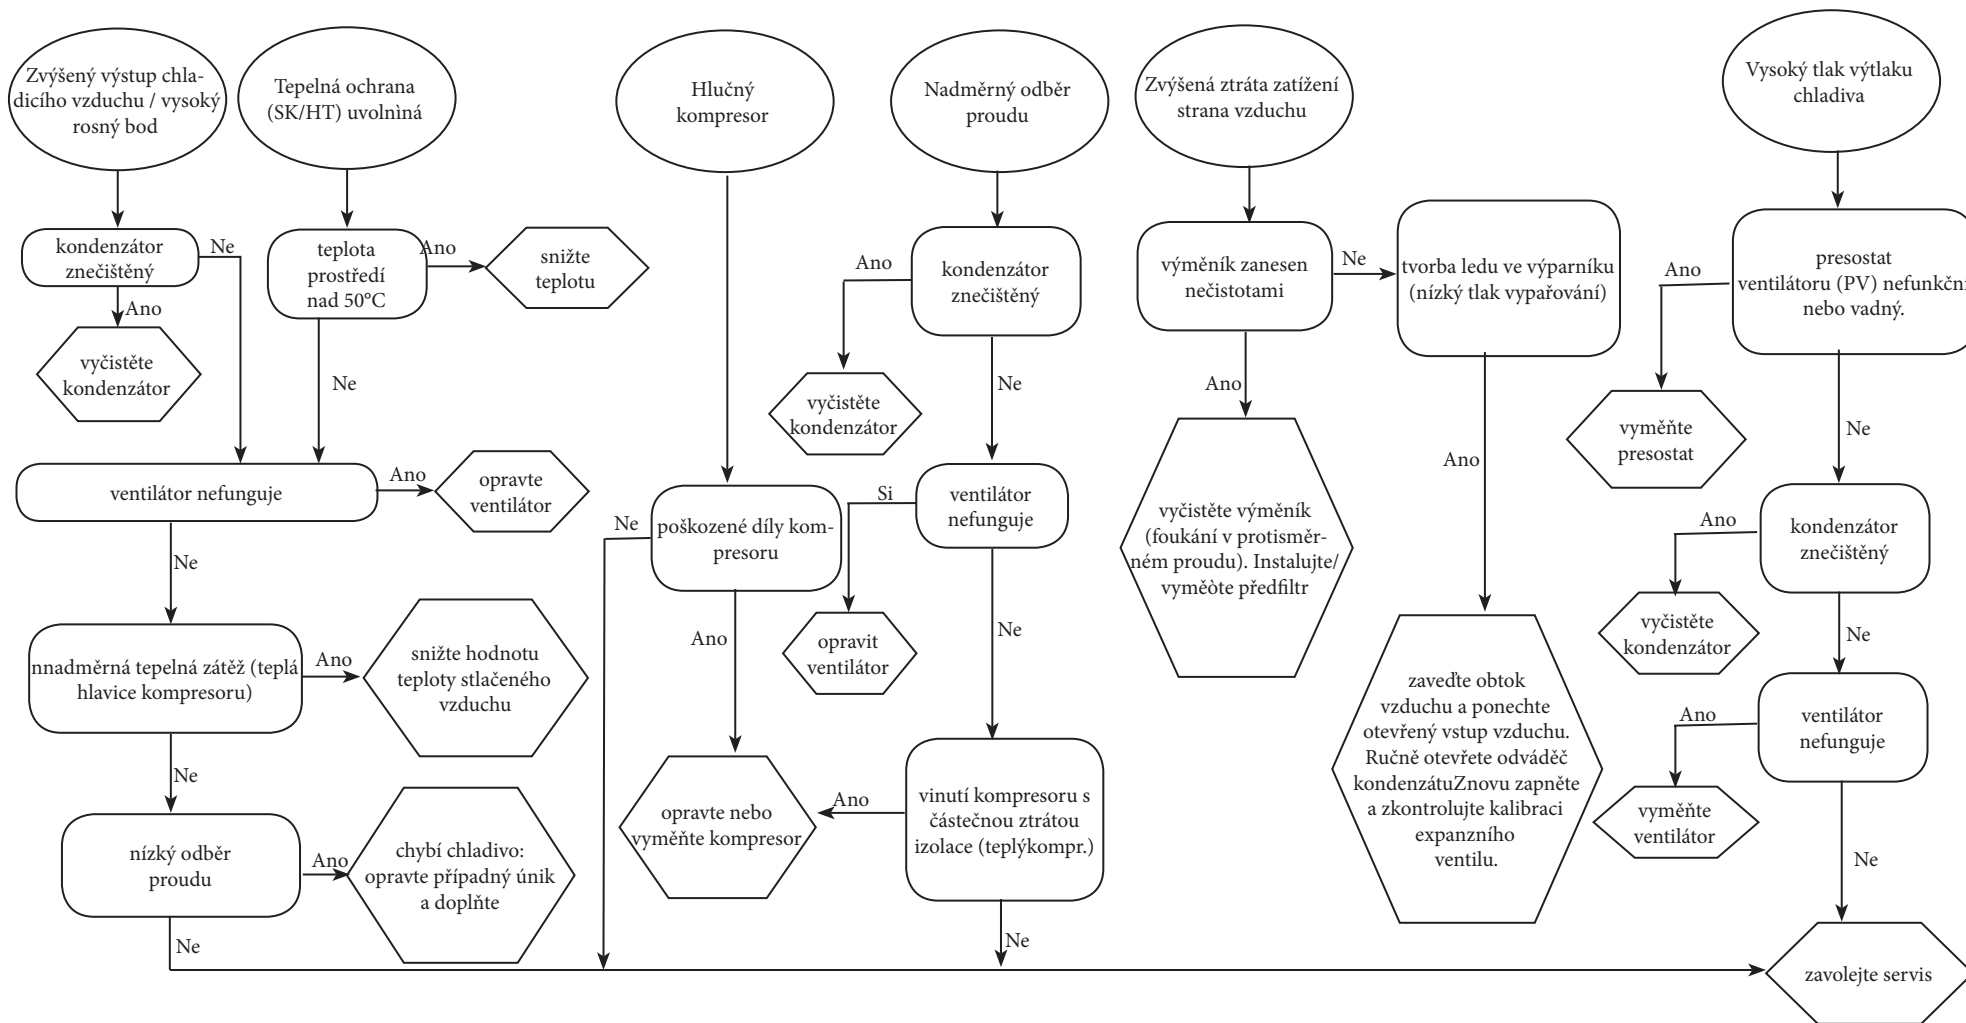 Zvýšený výstup chla-
dicího vzduchu / vysoký
rosný bod
Tepelná ochrana
(SK/HT) uvolnìná
Hlučný
kompresor
Nadměrný odběr
proudu
Zvýšená ztráta zatížení
strana vzduchu
Vysoký tlak výtlaku
chladiva
kondenzátor
znečištěný
Ne
Ano
vyčistěte
kondenzátor
teplota
prostředí
nad 50°C
Ano
snižte
teplotu
Ne
ventilátor nefunguje
Ano
opravte
ventilátor
Ne
nnadměrná tepelná zátěž (teplá
hlavice kompresoru)
Ano
snižte hodnotu
teploty stlačeného
vzduchu
Ne
nízký odběr
proudu
Ano
chybí chladivo:
opravte případný únik
a doplňte
Ne
poškozené díly kom-
presoru
Ne
Ano
opravte nebo
vyměňte kompresor
kondenzátor
znečištěný
Ano
vyčistěte
kondenzátor
Ne
ventilátor
nefunguje
Si
opravit
ventilátor
Ne
vinutí kompresoru s
částečnou ztrátou
izolace (teplýkompr.)
Ano
Ne
výměník zanesen
nečistotami
Ne
Ano
vyčistěte výměník
(foukání v protisměr-
ném proudu). Instalujte/
vyměòte předfiltr
tvorba ledu ve výparníku
(nízký tlak vypařování)
Ano
zaveďte obtok
vzduchu a ponechte
otevřený vstup vzduchu.
Ručně otevřete odváděč
kondenzátuZnovu zapněte
a zkontrolujte kalibraci
expanzního
ventilu.
presostat
ventilátoru (PV) nefunkční
nebo vadný.
Ano
vyměňte
presostat
Ne
kondenzátor
znečištěný
Ano
vyčistěte
kondenzátor
Ne
ventilátor
nefunguje
Ano
vyměňte
ventilátor
Ne
zavolejte servis